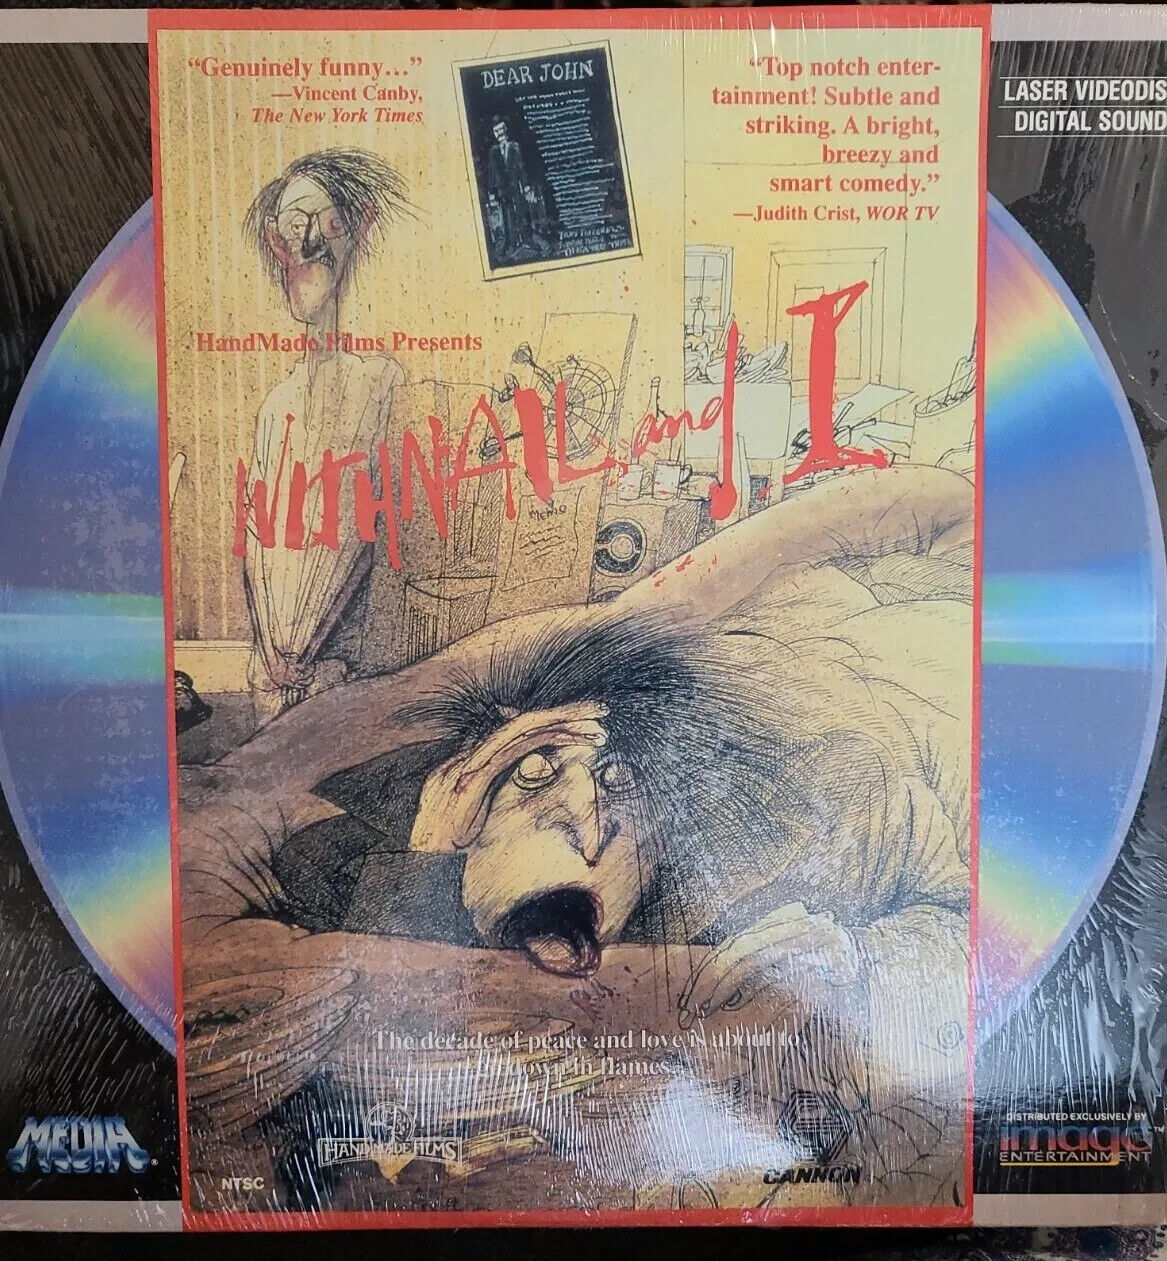 "Genuinely funny..."
—Vincent Canby,
The New York Times
DEAR JOHN
"Top notch enter-
tainment! Subtle and
striking. A bright,
breezy and
smart comedy."
—Judith Crist, WOR TV
LASER VIDEODIS
DIGITAL SOUND
HandMade Films Presents
WITHNAIL and I
MEMO
The decade of peace and love is about to
down in flames...
MEDIA®
HANDMADE FILMS
NTSC
CANNON
DISTRIBUTED EXCLUSIVELY BY
image™
ENTERTAINMENT